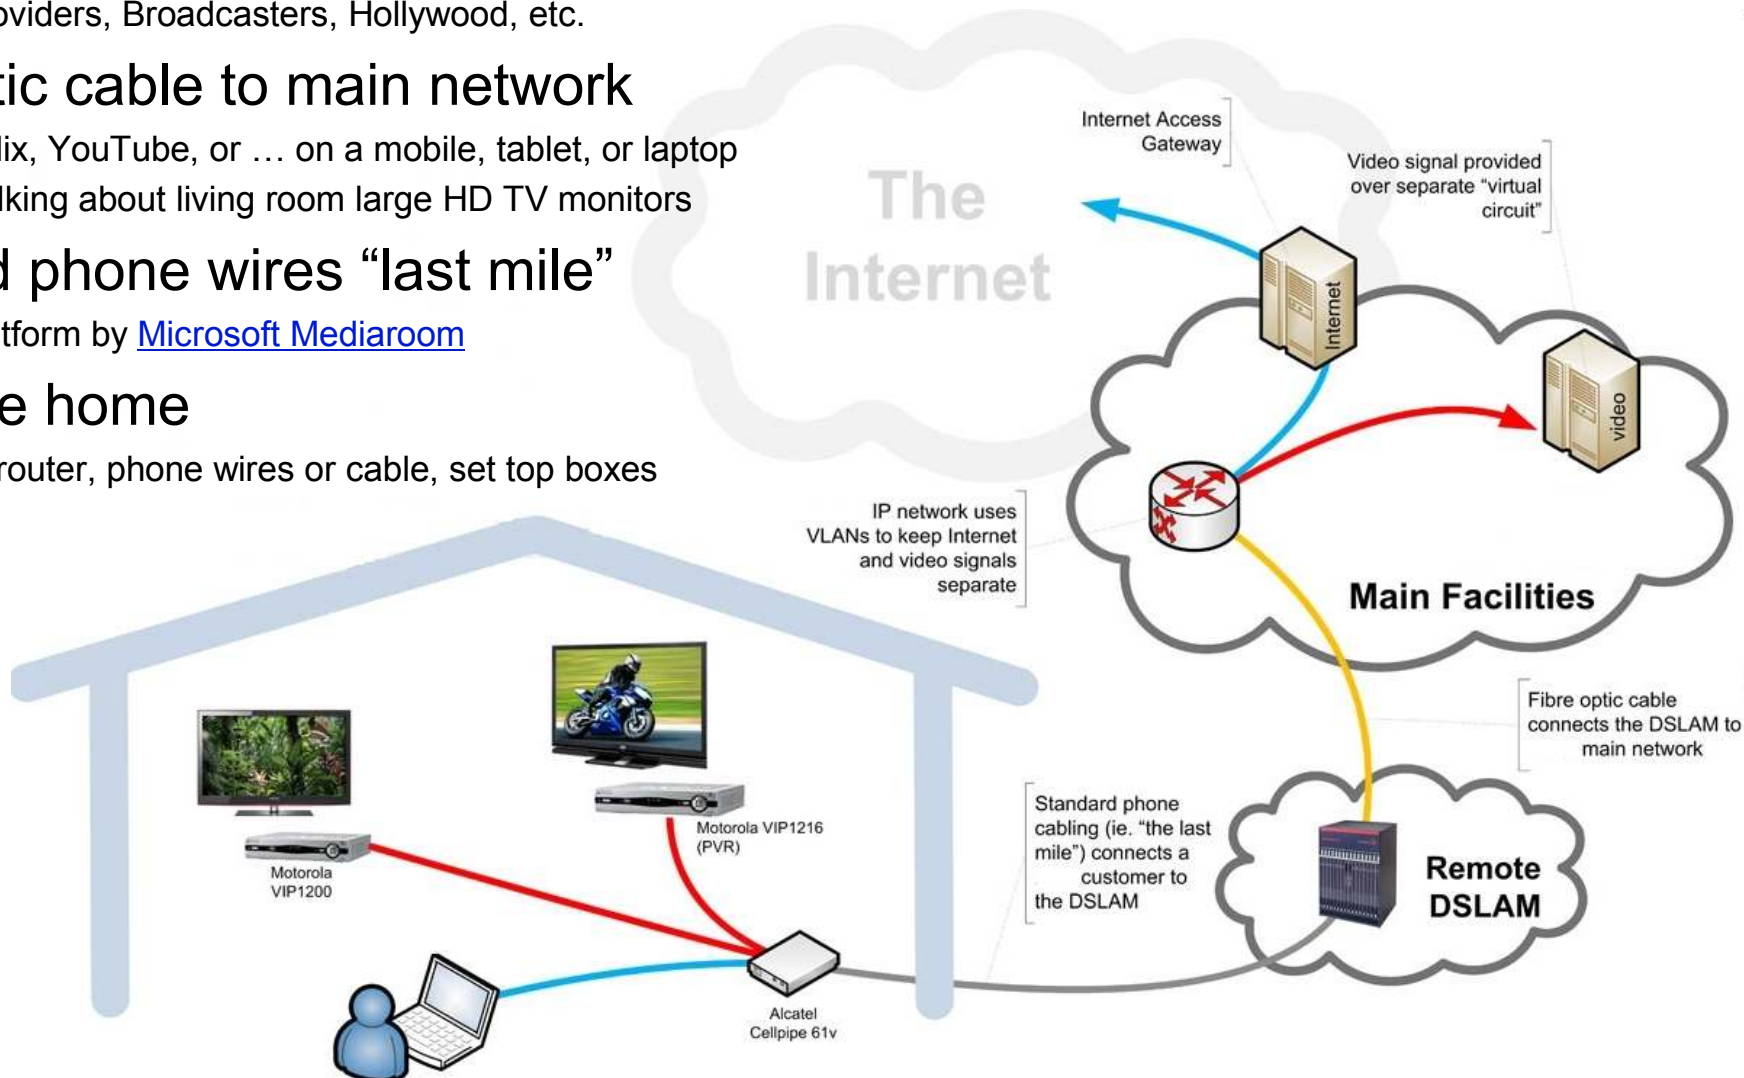 oviders, Broadcasters, Hollywood, etc.
tic cable to main network
lix, YouTube, or … on a mobile, tablet, or laptop
lking about living room large HD TV monitors
d phone wires “last mile”
tform by Microsoft Mediaroom
e home
router, phone wires or cable, set top boxes
The
Internet
Internet Access
Gateway
Video signal provided
over separate “virtual
circuit”
Internet
video
IP network uses
VLANs to keep Internet
and video signals
separate
Main Facilities
Fibre optic cable
connects the DSLAM to
main network
Standard phone
cabling (ie. “the last
mile”) connects a
customer to
the DSLAM
Remote
DSLAM
Motorola VIP1216
(PVR)
Motorola
VIP1200
Alcatel
Cellpipe 61v